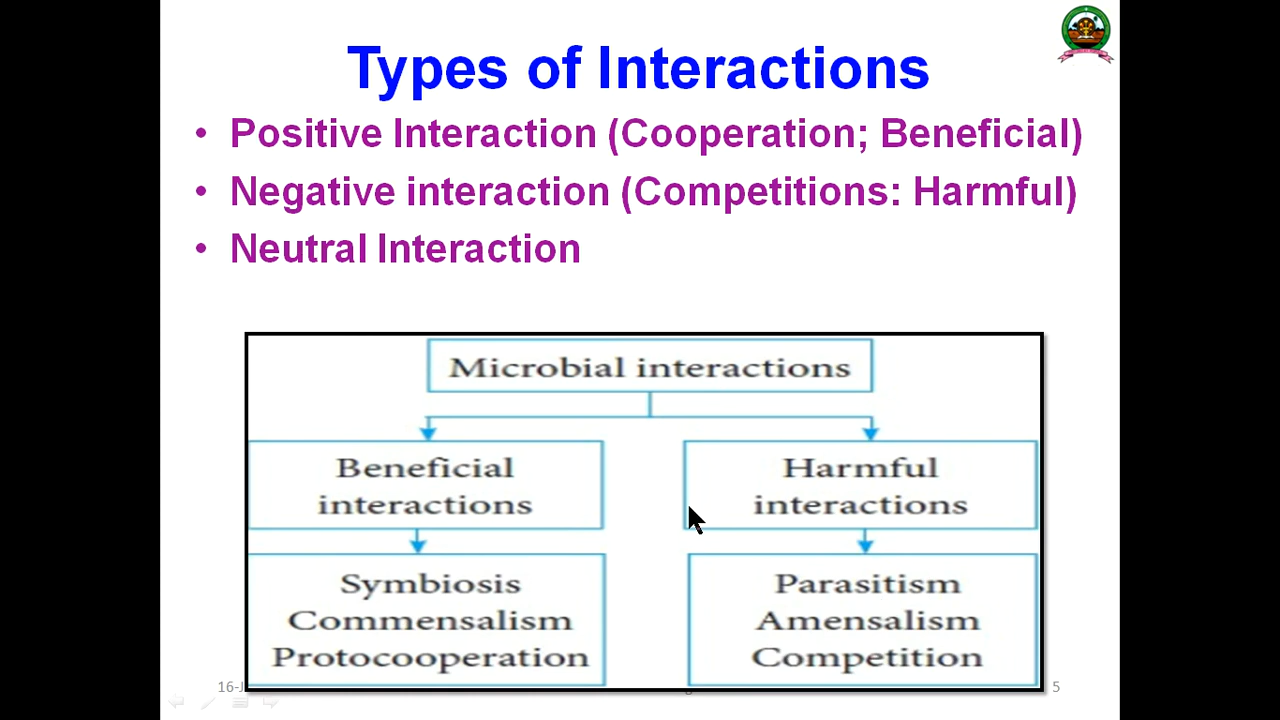 Types of Interactions
• Positive Interaction (Cooperation; Beneficial)
• Negative interaction (Competitions: Harmful)
• Neutral Interaction
Microbial interactions
Beneficial
interactions
Harmful
interactions
Symbiosis
Commensalism
Protocooperation
Parasitism
Amensalism
Competition
5